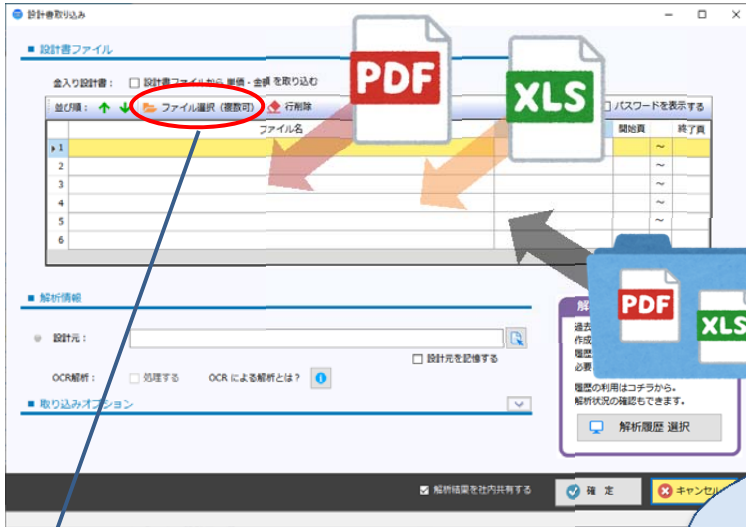 設計書取り込み
■ 設計書ファイル
金入り設計書： 設計書ファイルから 単価・金額 を取り込む
並び順： ファイル選択（複数可） 行削除 パスワードを表示する
ファイル名 開始頁 終了頁
1 ～
2 ～
3 ～
4 ～
5 ～
6
PDF
XLS
PDF
XLS
■ 解析情報
設計元：
設計元を記憶する
OCR解析： 処理する OCR による解析とは？
■ 取り込みオプション
解
過去
作成
履歴
必要
履歴の利用はコチラから。
解析状況の確認もできます。
解析履歴 選択
解析結果を社内共有する 確 定 キャンセル